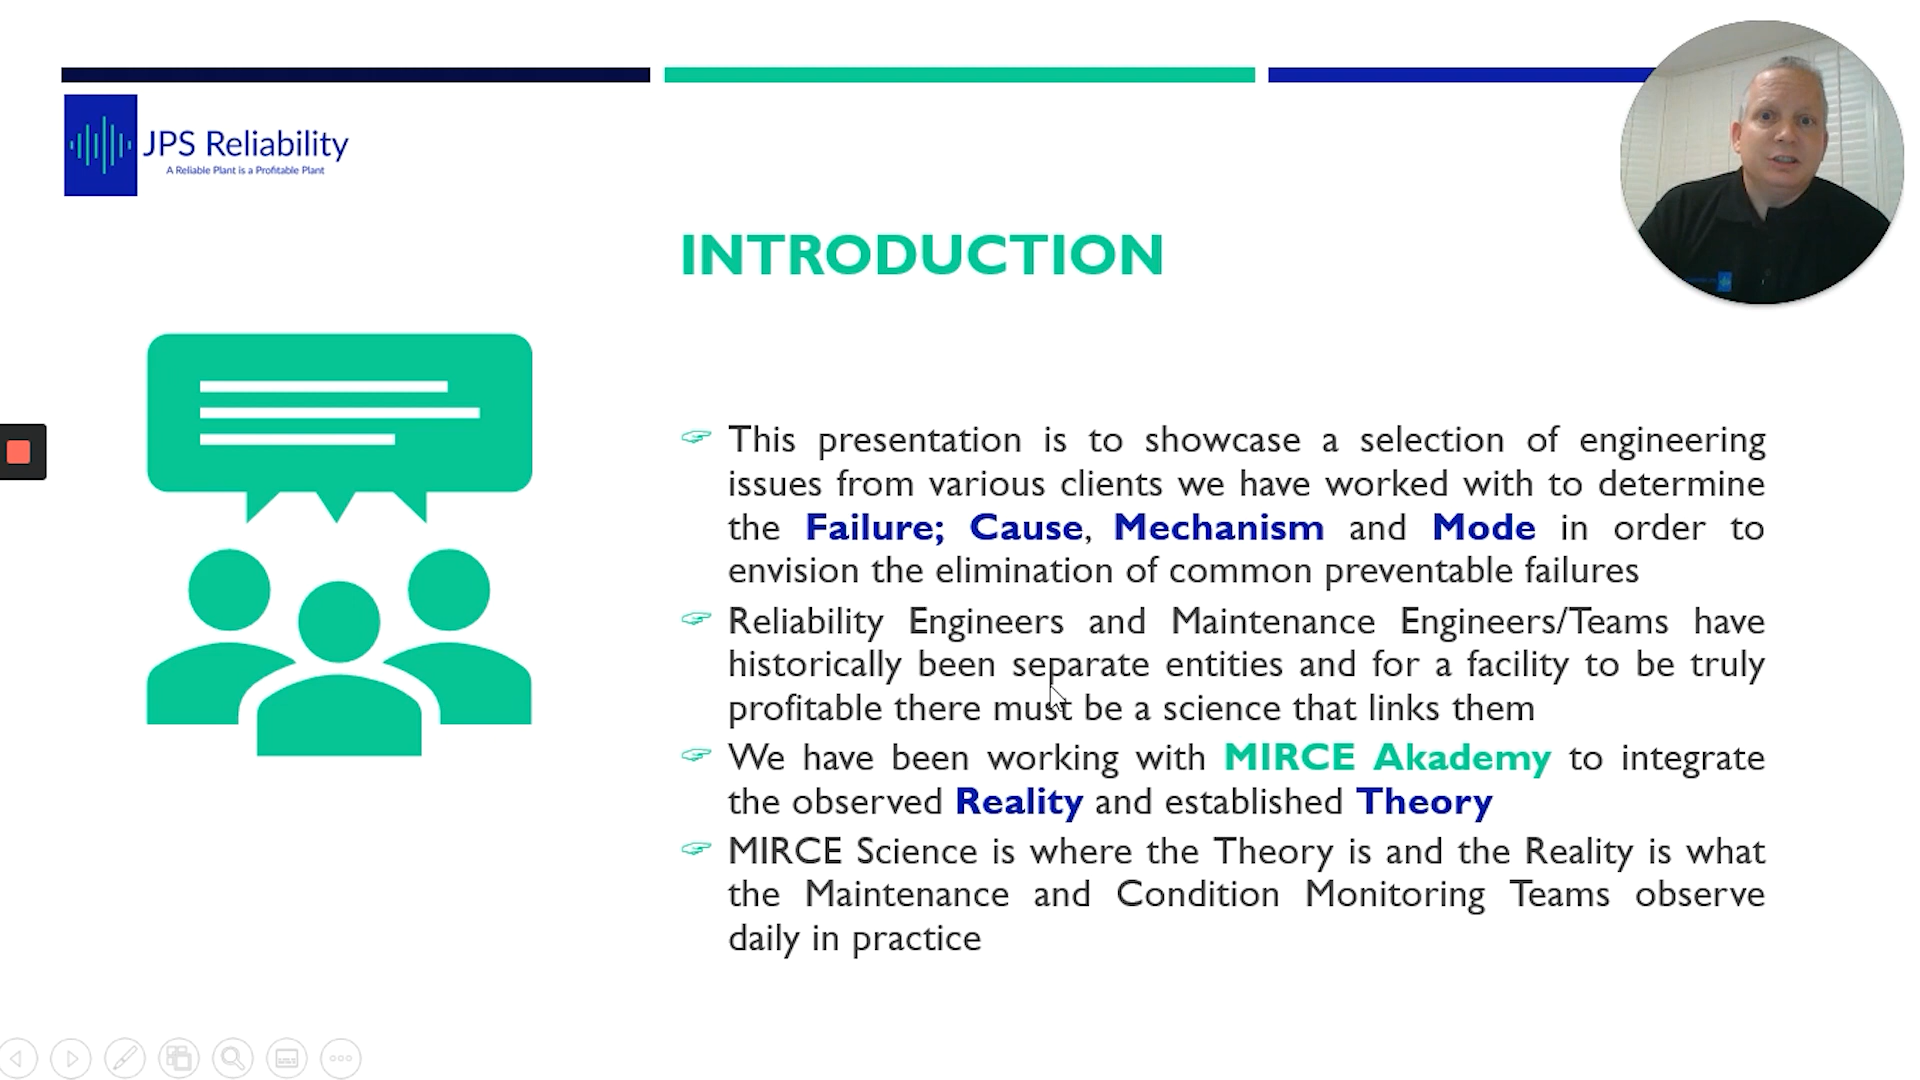 JPS Reliability
A Reliable Plant is a Profitable Plant
INTRODUCTION
This presentation is to showcase a selection of engineering
issues from various clients we have worked with to determine
the Failure; Cause, Mechanism and Mode in order to
envision the elimination of common preventable failures
Reliability Engineers and Maintenance Engineers/Teams have
historically been separate entities and for a facility to be truly
profitable there must be a science that links them
We have been working with MIRCE Akademy to integrate
the observed Reality and established Theory
MIRCE Science is where the Theory is and the Reality is what
the Maintenance and Condition Monitoring Teams observe
daily in practice